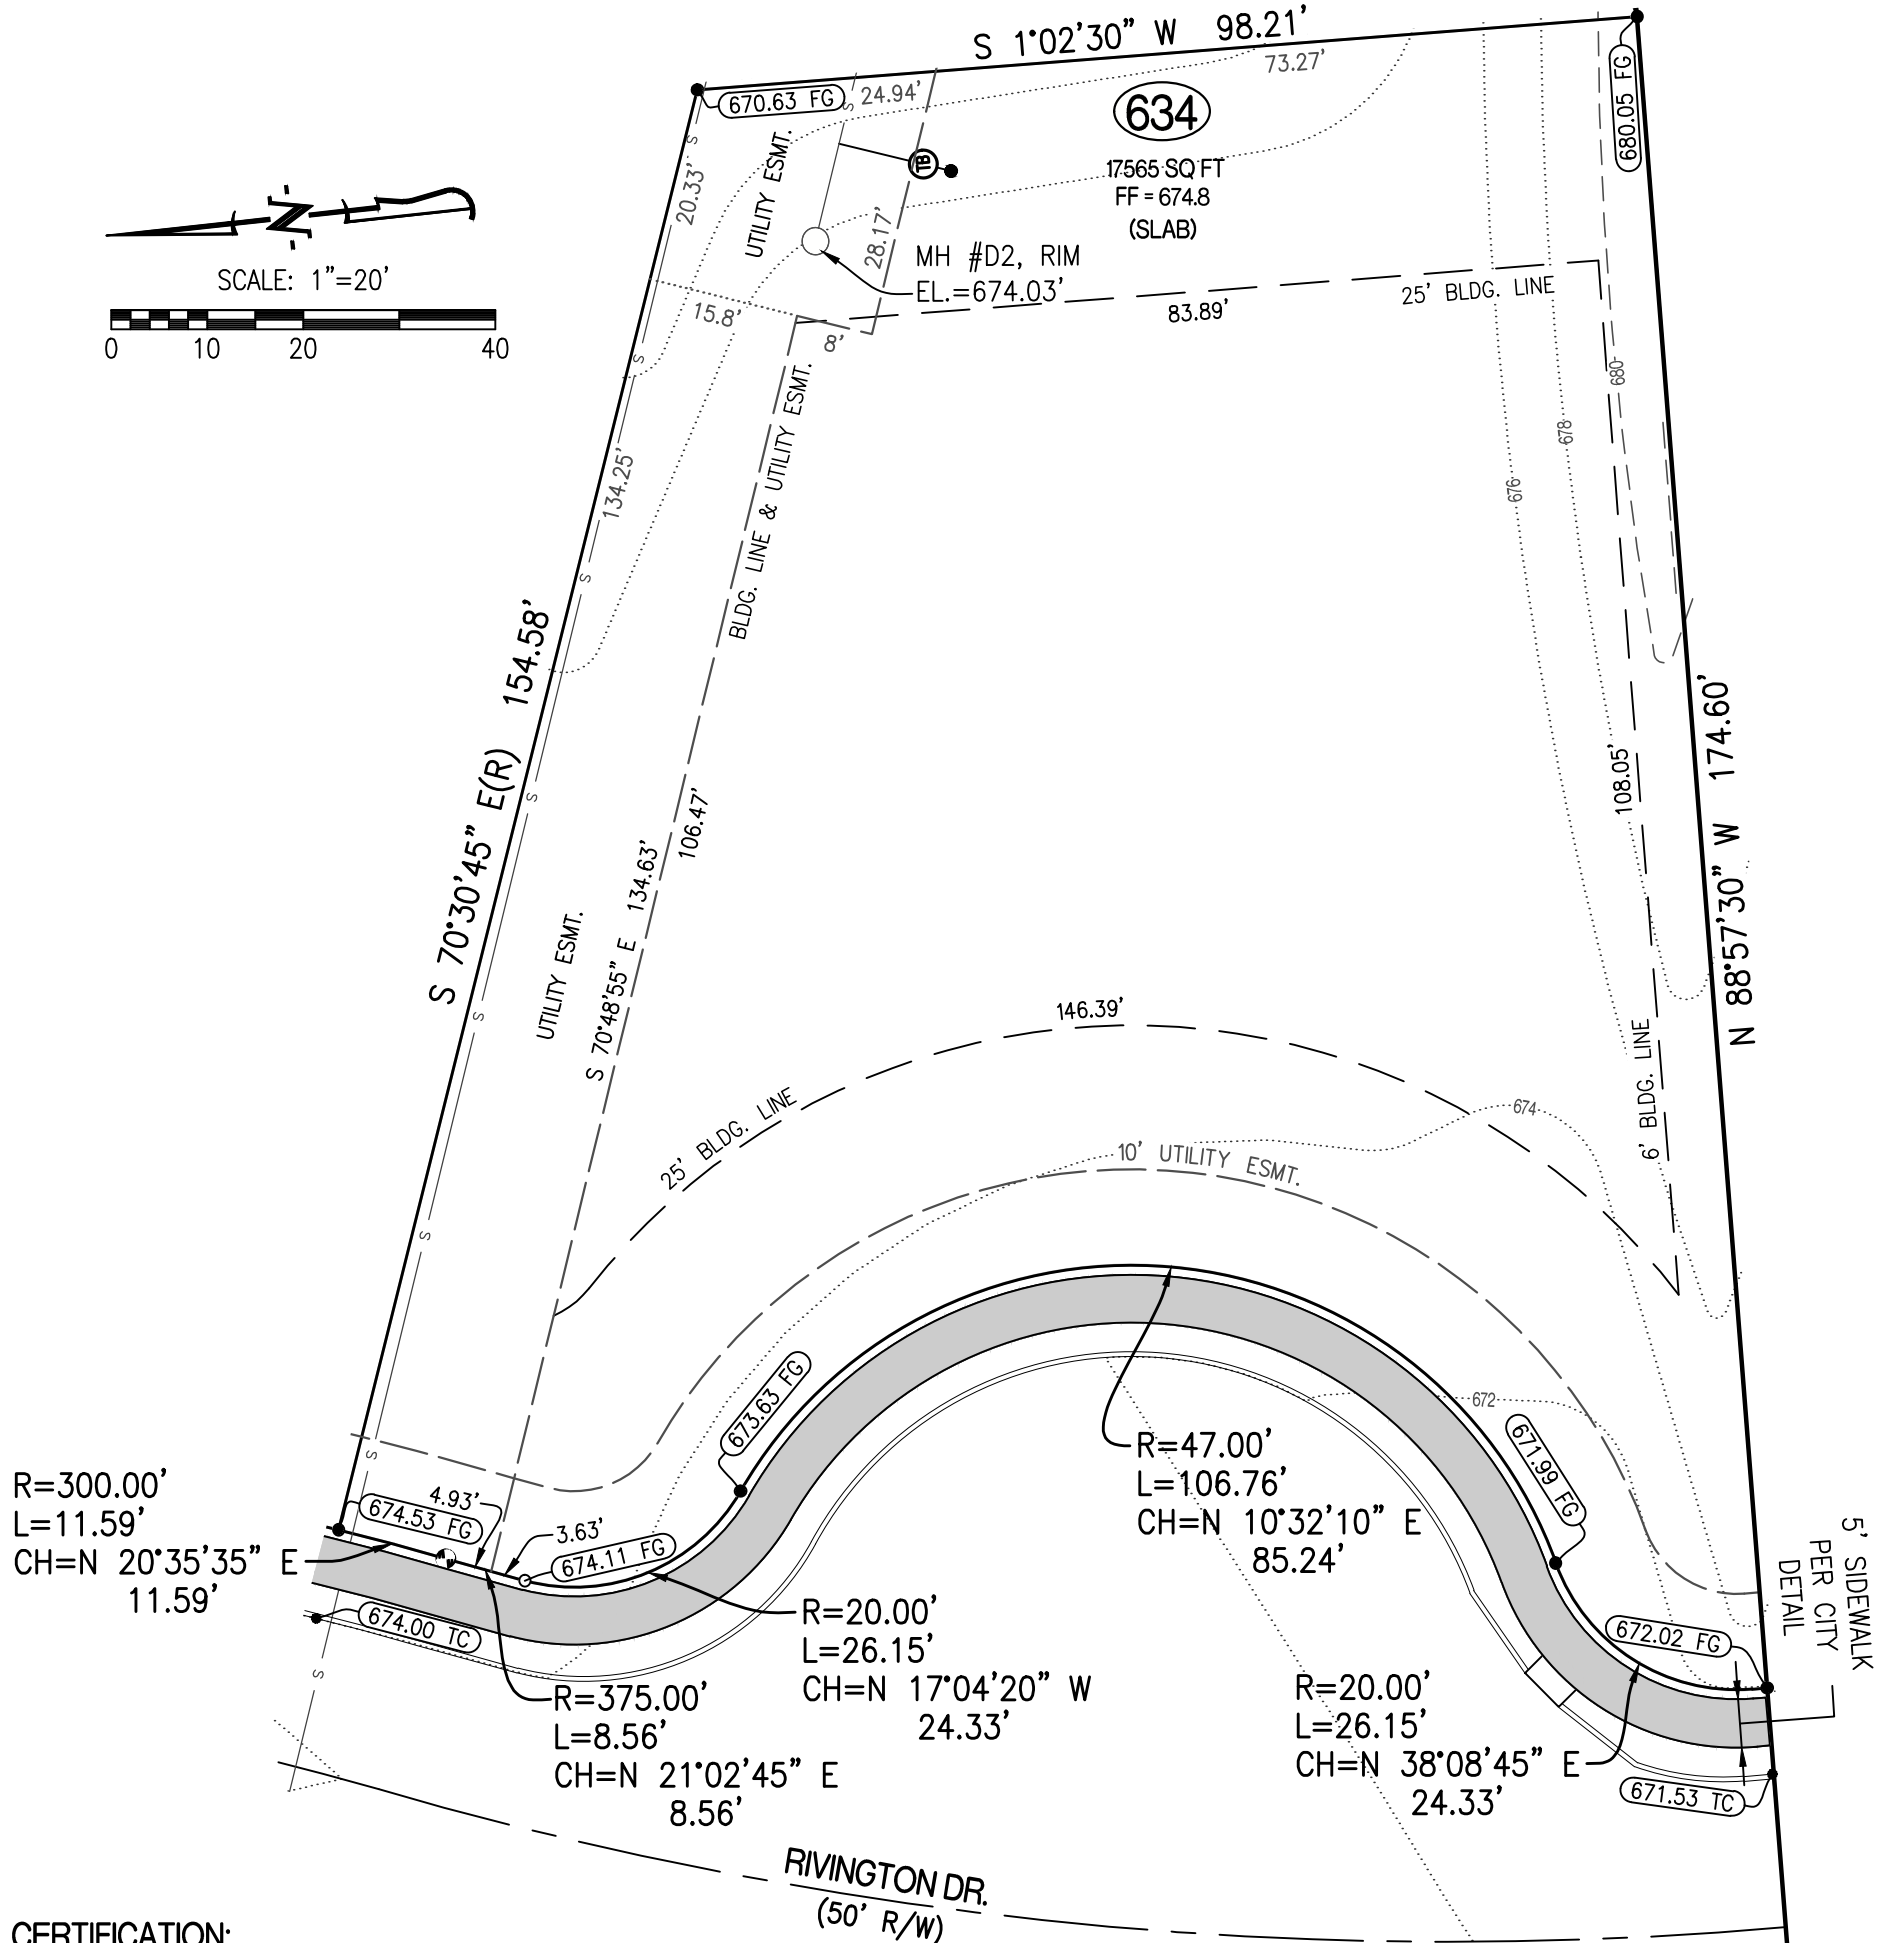 S 1°02'30" W 98.21'
73.27'
24.94'
670.63 FG
680.05 FG
634
17565 SQ FT
FF = 674.8
(SLAB)
S
UTILITY ESMT.
20.33'
TB
28.17'
MH #D2, RIM
EL.=674.03'
N
SCALE: 1"=20'
0 10 20 40
15.8'
8'
83.89'
25' BLDG. LINE
680
678
676
S
134.25'
BLDG. LINE & UTILITY ESMT.
S
S 70°30'45" E(R) 154.58'
N 88°57'30" W 174.60'
108.05'
106.47'
S 70°48'55" E 134.63'
UTILITY ESMT.
S
S
146.39'
25' BLDG. LINE
6' BLDG. LINE
674
10' UTILITY ESMT.
S
673.63 FG
672
671.99 FG
S
R=300.00'
L=11.59'
CH=N 20°35'35" E
11.59'
4.93'
674.53 FG
3.63'
674.11 FG
674.00 TC
R=47.00'
L=106.76'
CH=N 10°32'10" E
85.24'
R=20.00'
L=26.15'
CH=N 17°04'20" W
24.33'
R=375.00'
L=8.56'
CH=N 21°02'45" E
8.56'
R=20.00'
L=26.15'
CH=N 38°08'45" E
24.33'
672.02 FG
671.53 TC
5' SIDEWALK
PER CITY
DETAIL
S
RIVINGTON DR.
(50' R/W)
CERTIFICATION: